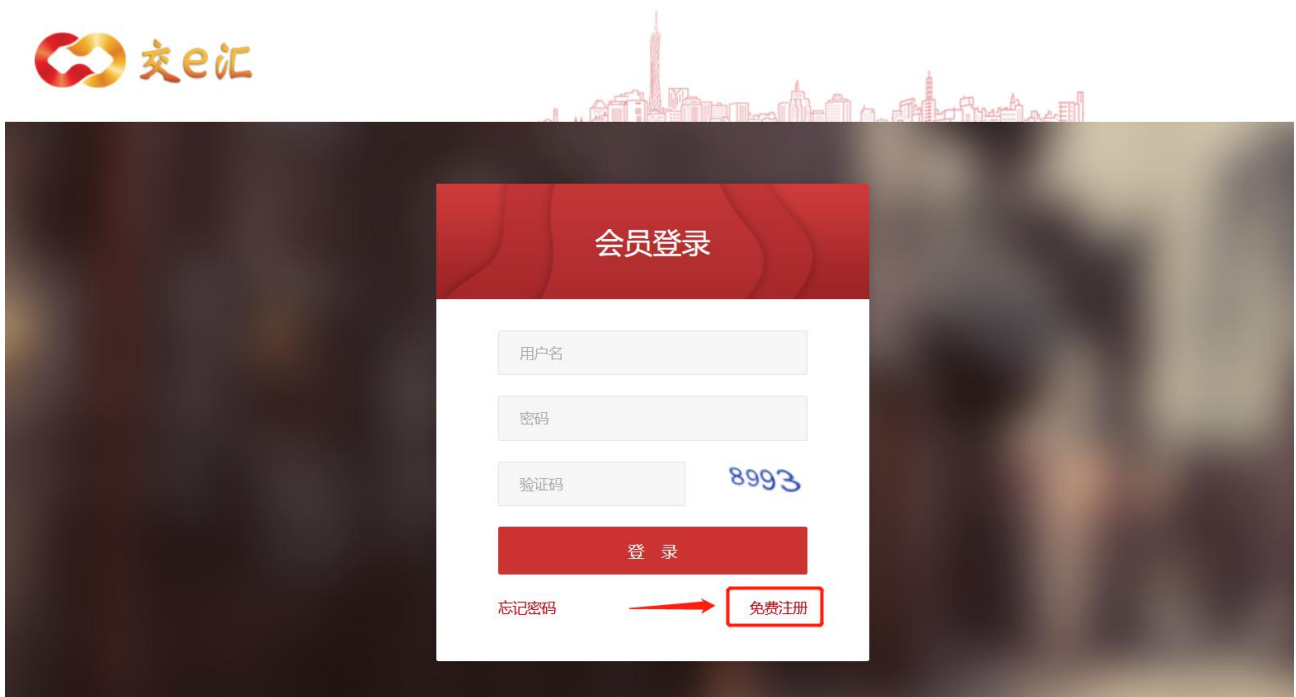 交e汇
会员登录
用户名
密码
验证码 8993
登 录
忘记密码 免费注册